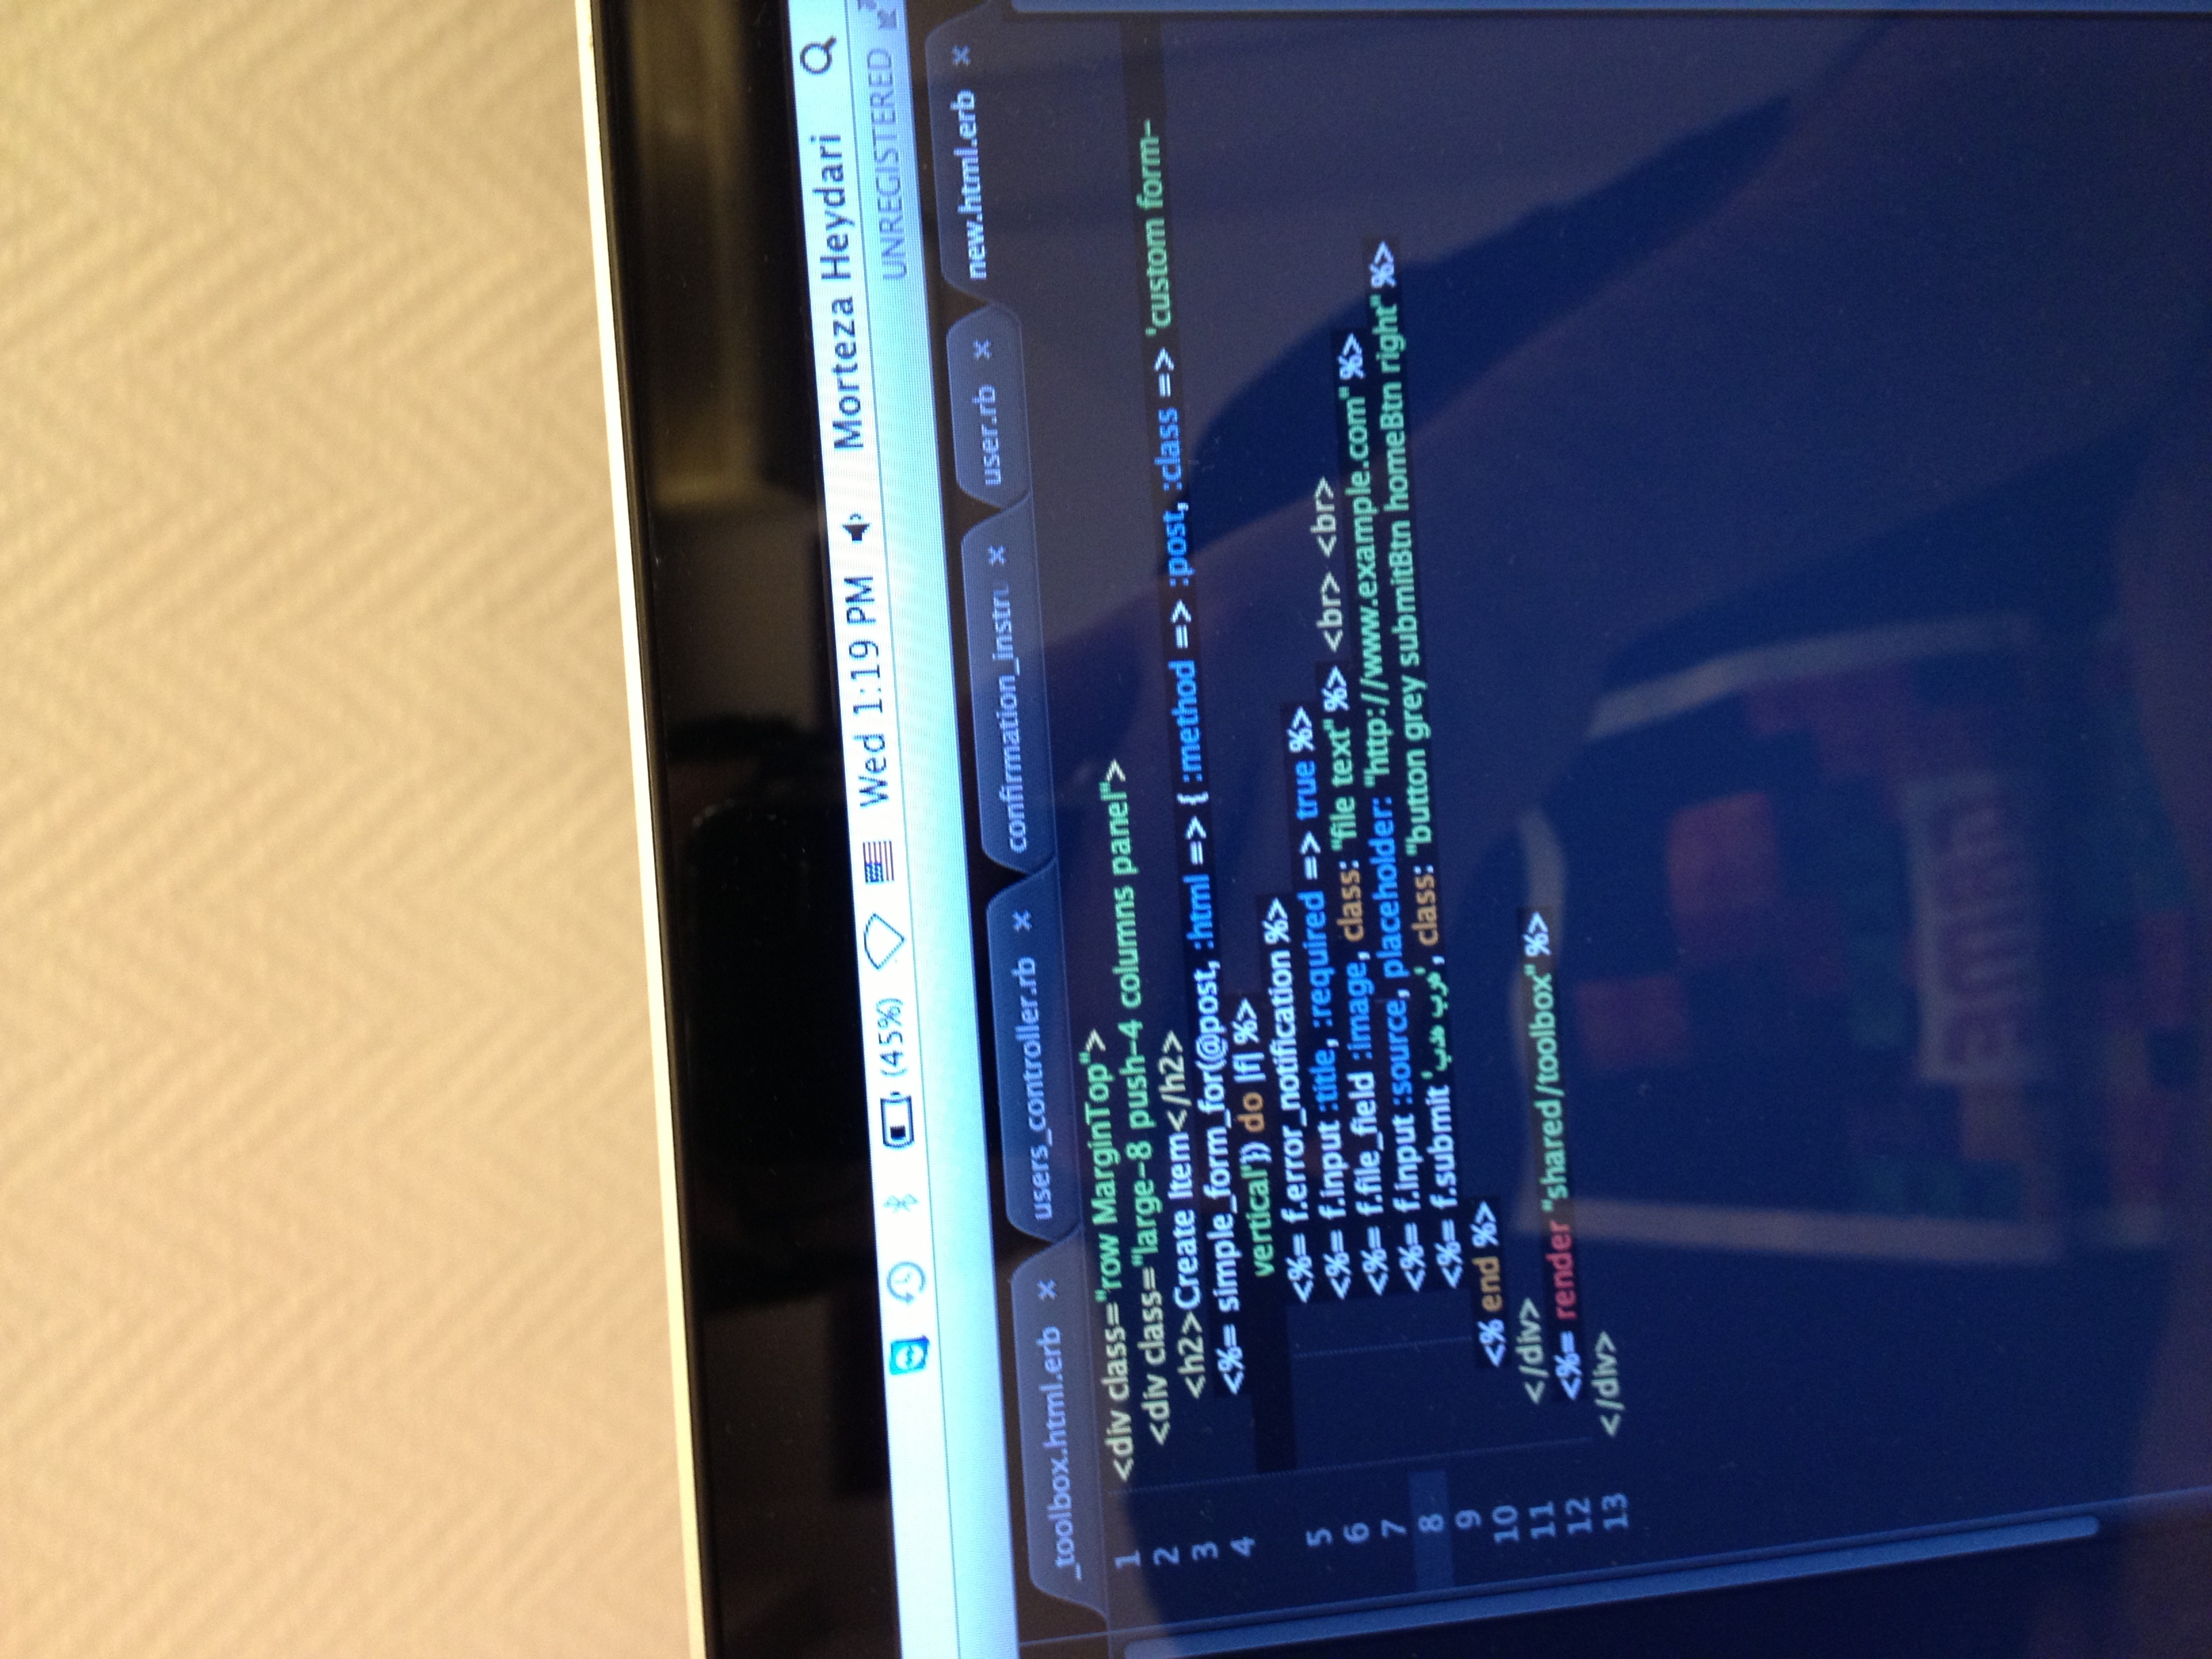 (45%) Wed 1:19 PM Morteza Heydari
UNREGISTERED
_toolbox.html.erb × users_controller.rb × confirmation_instru × user.rb × new.html.erb ×
1 <div class="row MarginTop">
2 <div class="large-8 push-4 columns panel">
3 <h2>Create Item</h2>
4 <%= simple_form_for(@post, :html => { :method => :post, :class => 'custom form-
vertical'}) do |f| %>
5 <%= f.error_notification %>
6 <%= f.input :title, :required => true %>
7 <%= f.file_field :image, class: "file text" %> <br> <br>
8 <%= f.input :source, placeholder: "http://www.example.com" %>
9 <%= f.submit 'هرب هدب', class: "button grey submitBtn homeBtn right" %>
10 <% end %>
11 </div>
12 <%= render "shared/toolbox" %>
13 </div>